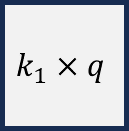 k₁ × q